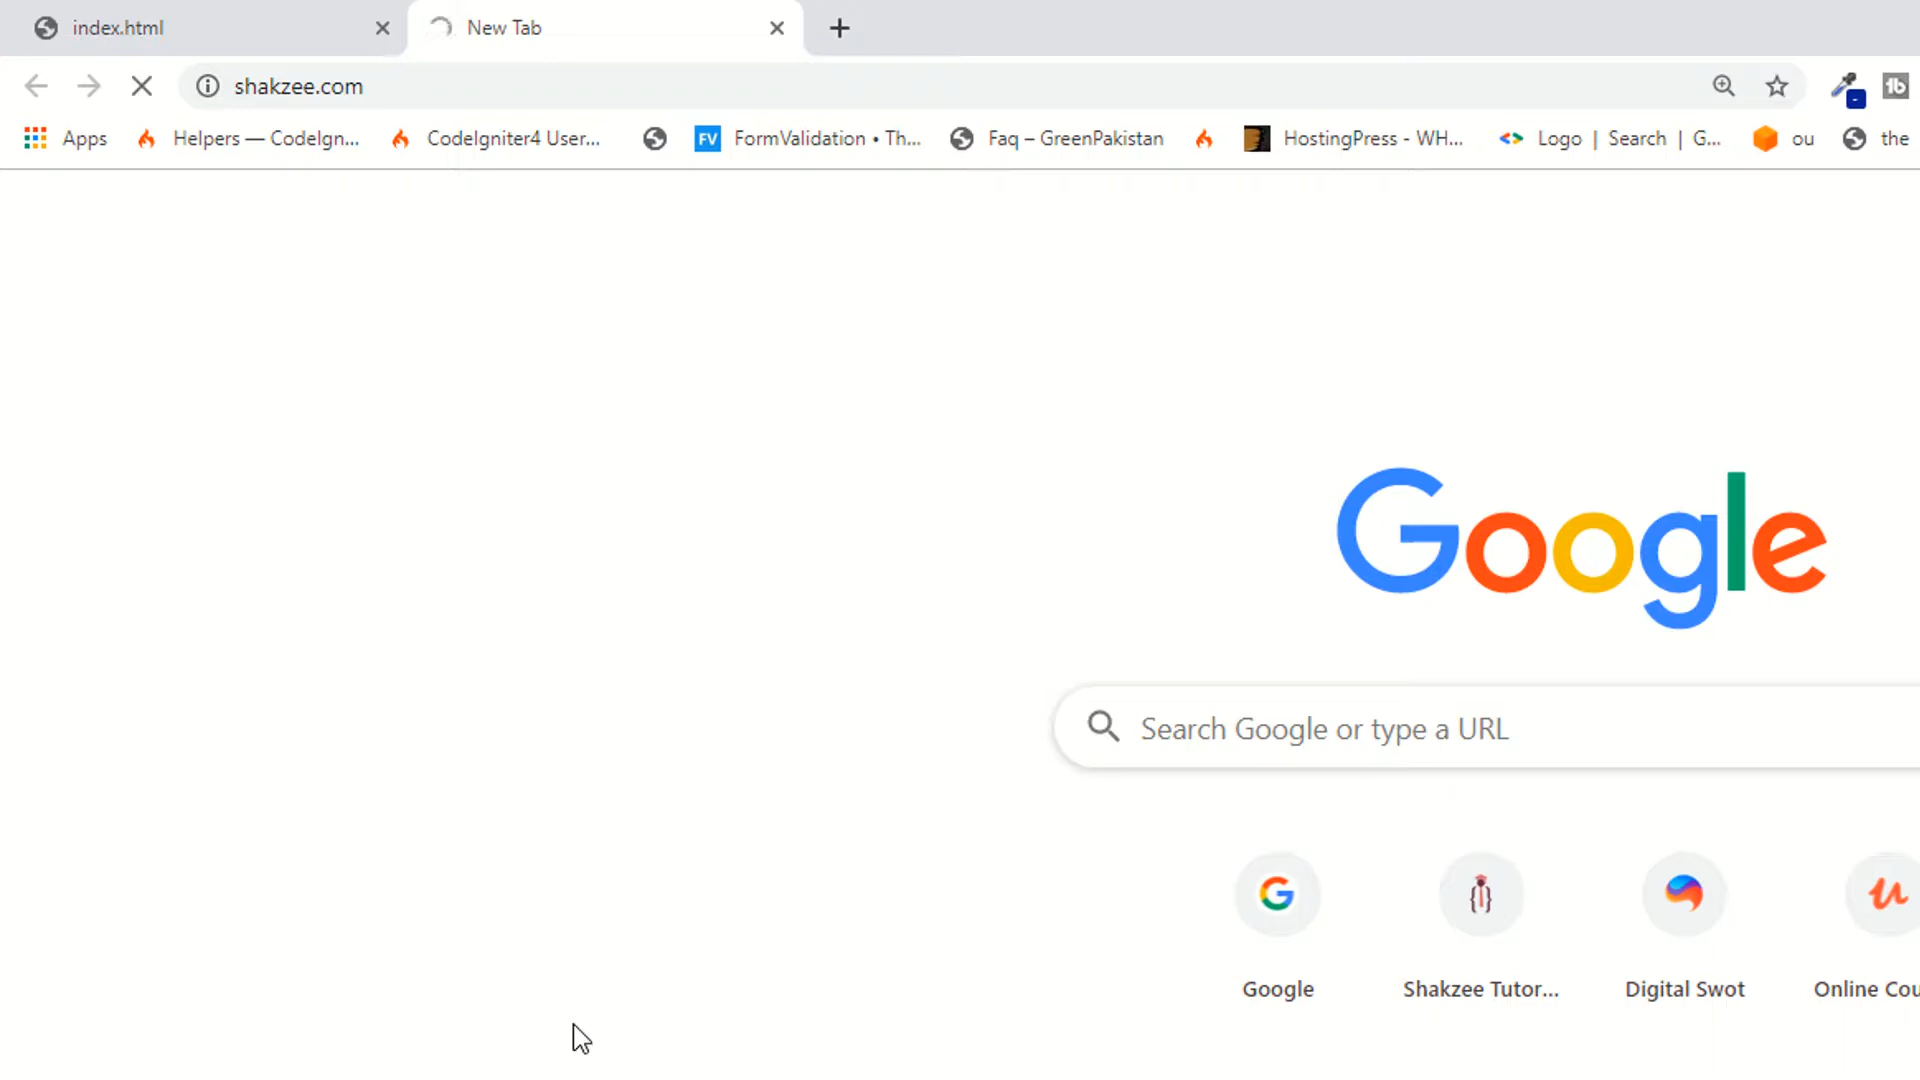 index.html
New Tab
shakzee.com
Apps
Helpers — CodeIgn...
CodeIgniter4 User...
FV
FormValidation • Th...
Faq – GreenPakistan
HostingPress - WH...
Logo | Search | G...
ou
the
Google
Search Google or type a URL
Google
Shakzee Tutor...
Digital Swot
Online Cou